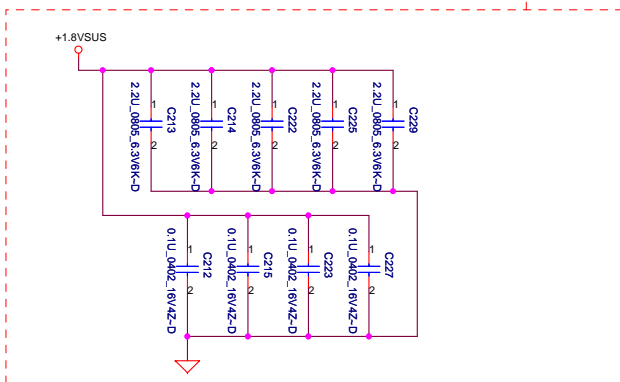 +1.8VSUS
2.2U_0805_6.3V6K~D
1
2
C213
2.2U_0805_6.3V6K~D
1
2
C214
2.2U_0805_6.3V6K~D
1
2
C222
2.2U_0805_6.3V6K~D
1
2
C225
2.2U_0805_6.3V6K~D
1
2
C229
0.1U_0402_16V4Z~D
1
2
C212
0.1U_0402_16V4Z~D
1
2
C215
0.1U_0402_16V4Z~D
1
2
C223
0.1U_0402_16V4Z~D
1
2
C227